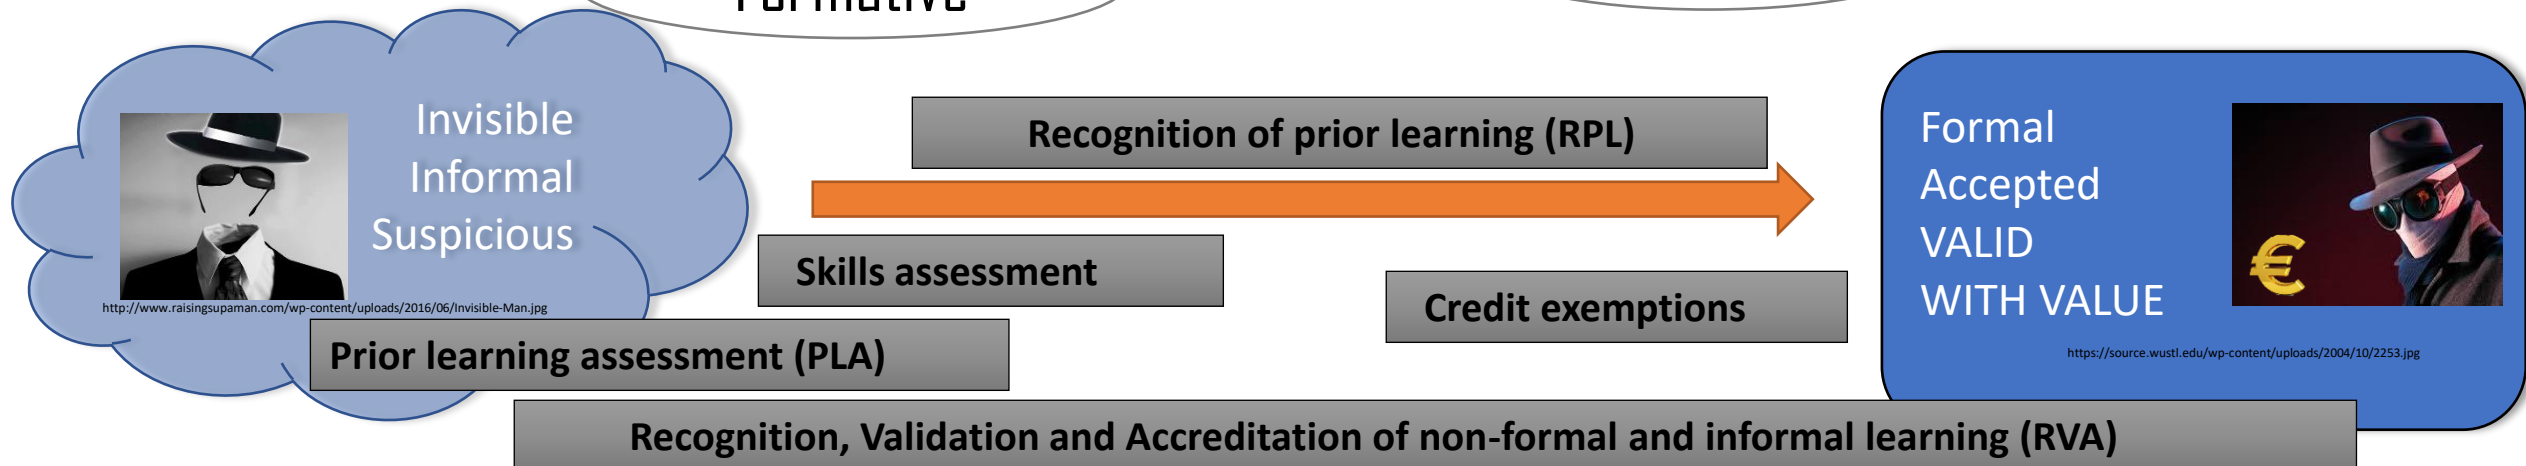 Formative
Invisible
Informal
Suspicious
http://www.raisingsupaman.com/wp-content/uploads/2016/06/Invisible-Man.jpg
Recognition of prior learning (RPL)
Skills assessment
Credit exemptions
Prior learning assessment (PLA)
Recognition, Validation and Accreditation of non-formal and informal learning (RVA)
Formal
Accepted
VALID
WITH VALUE
€
https://source.wustl.edu/wp-content/uploads/2004/10/2253.jpg